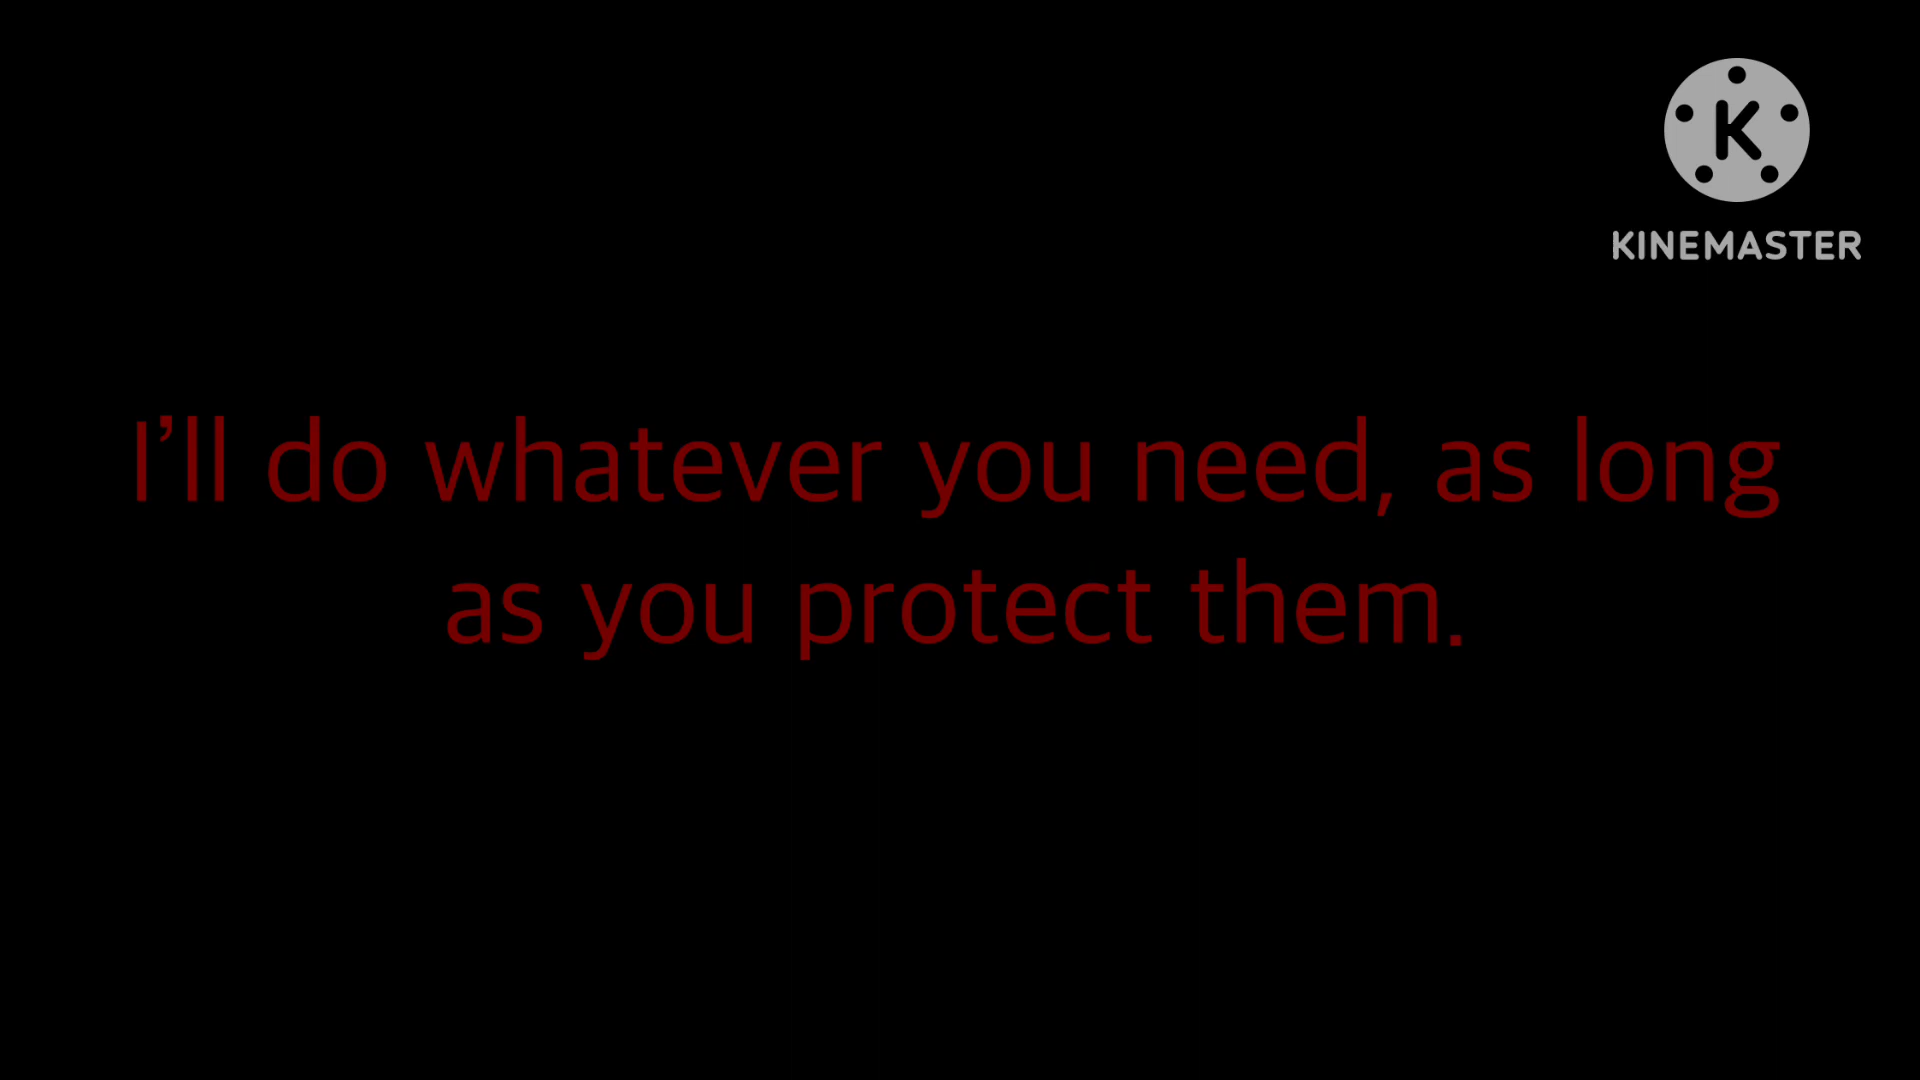 K
KINEMASTER
I’ll do whatever you need, as long
as you protect them.